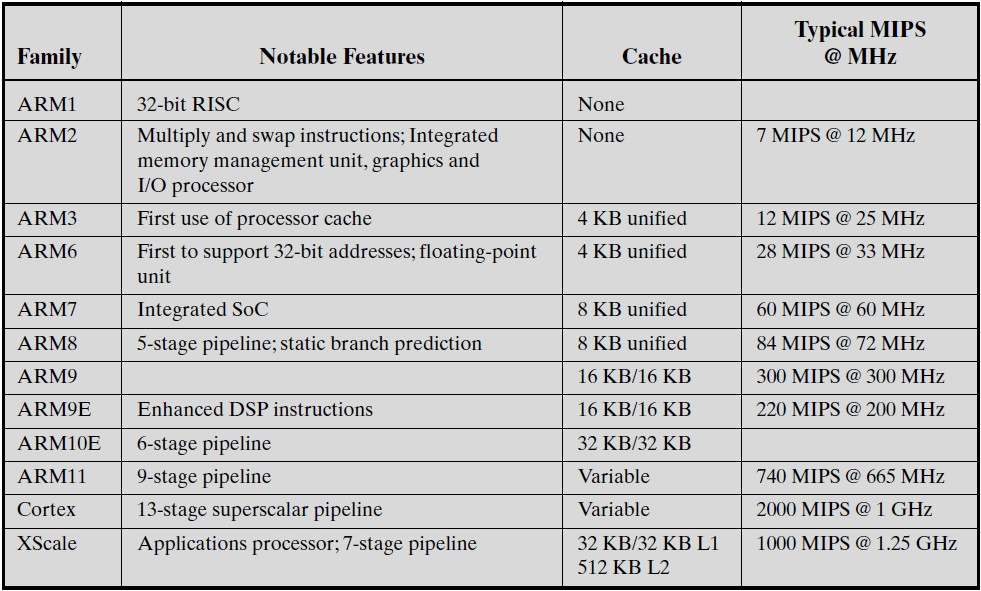 Family Notable Features Cache Typical MIPS
@ MHz
ARM1 32-bit RISC None
ARM2 Multiply and swap instructions; Integrated None 7 MIPS @ 12 MHz
memory management unit, graphics and
I/O processor
ARM3 First use of processor cache 4 KB unified 12 MIPS @ 25 MHz
ARM6 First to support 32-bit addresses; floating-point 4 KB unified 28 MIPS @ 33 MHz
unit
ARM7 Integrated SoC 8 KB unified 60 MIPS @ 60 MHz
ARM8 5-stage pipeline; static branch prediction 8 KB unified 84 MIPS @ 72 MHz
ARM9 16 KB/16 KB 300 MIPS @ 300 MHz
ARM9E Enhanced DSP instructions 16 KB/16 KB 220 MIPS @ 200 MHz
ARM10E 6-stage pipeline 32 KB/32 KB
ARM11 9-stage pipeline Variable 740 MIPS @ 665 MHz
Cortex 13-stage superscalar pipeline Variable 2000 MIPS @ 1 GHz
XScale Applications processor; 7-stage pipeline 32 KB/32 KB L1 1000 MIPS @ 1.25 GHz
512 KB L2